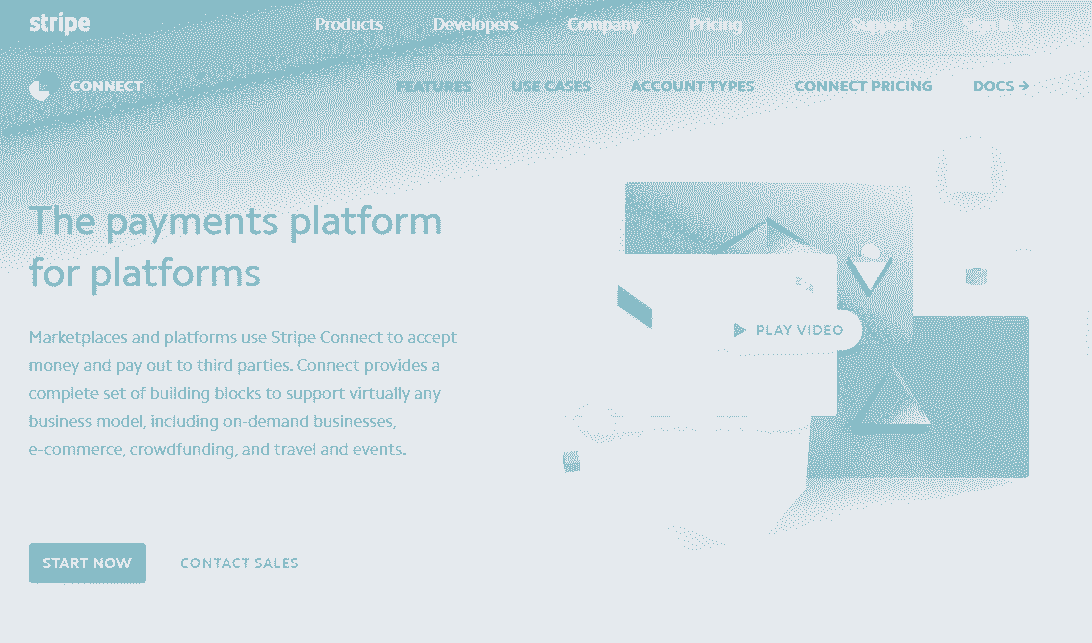 stripe
Products Developers Company Pricing Support Sign in
CONNECT
FEATURES USE CASES ACCOUNT TYPES CONNECT PRICING DOCS →
The payments platform
for platforms
Marketplaces and platforms use Stripe Connect to accept
money and pay out to third parties. Connect provides a
complete set of building blocks to support virtually any
business model, including on-demand businesses,
e-commerce, crowdfunding, and travel and events.
PLAY VIDEO
START NOW CONTACT SALES